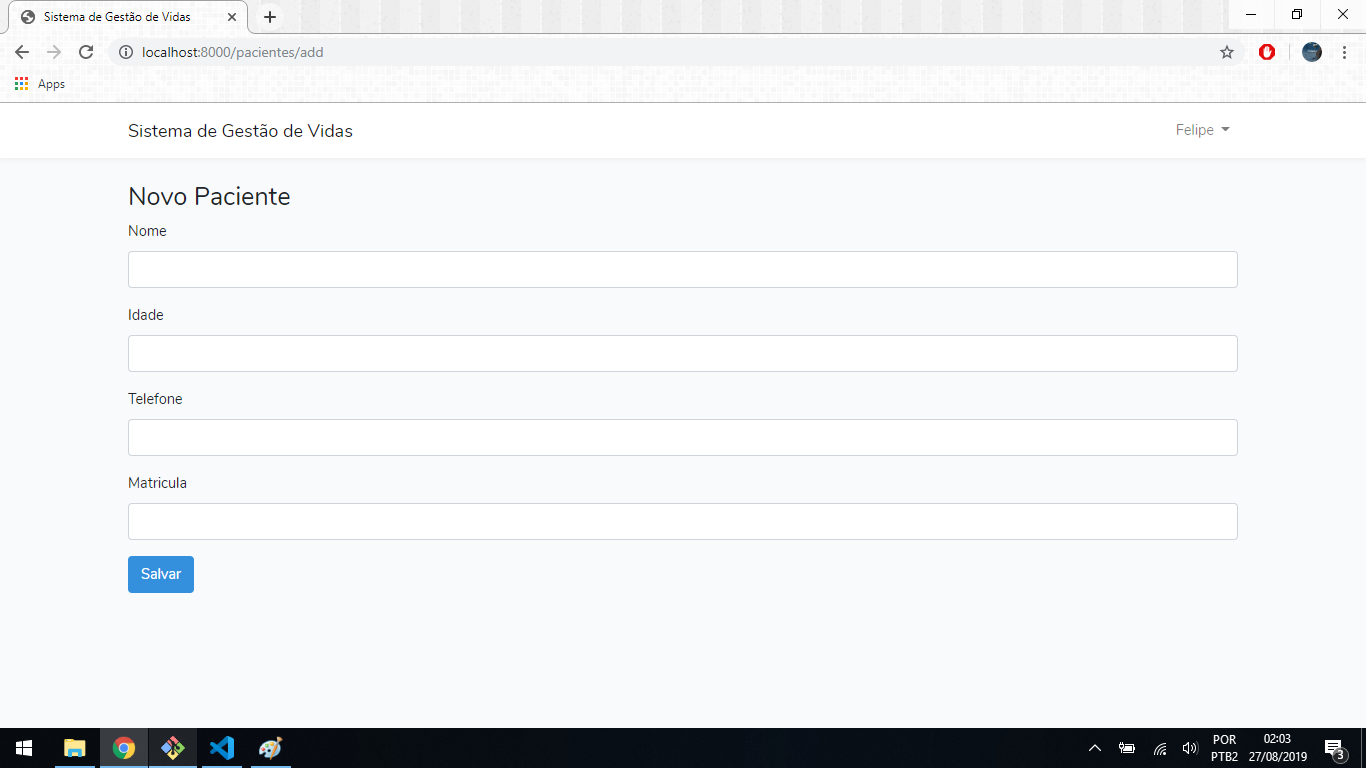 Sistema de Gestão de Vidas
localhost:8000/pacientes/add
Apps
Sistema de Gestão de Vidas
Felipe
Novo Paciente
Nome
Idade
Telefone
Matricula
Salvar
POR
PTB2
02:03
27/08/2019
3